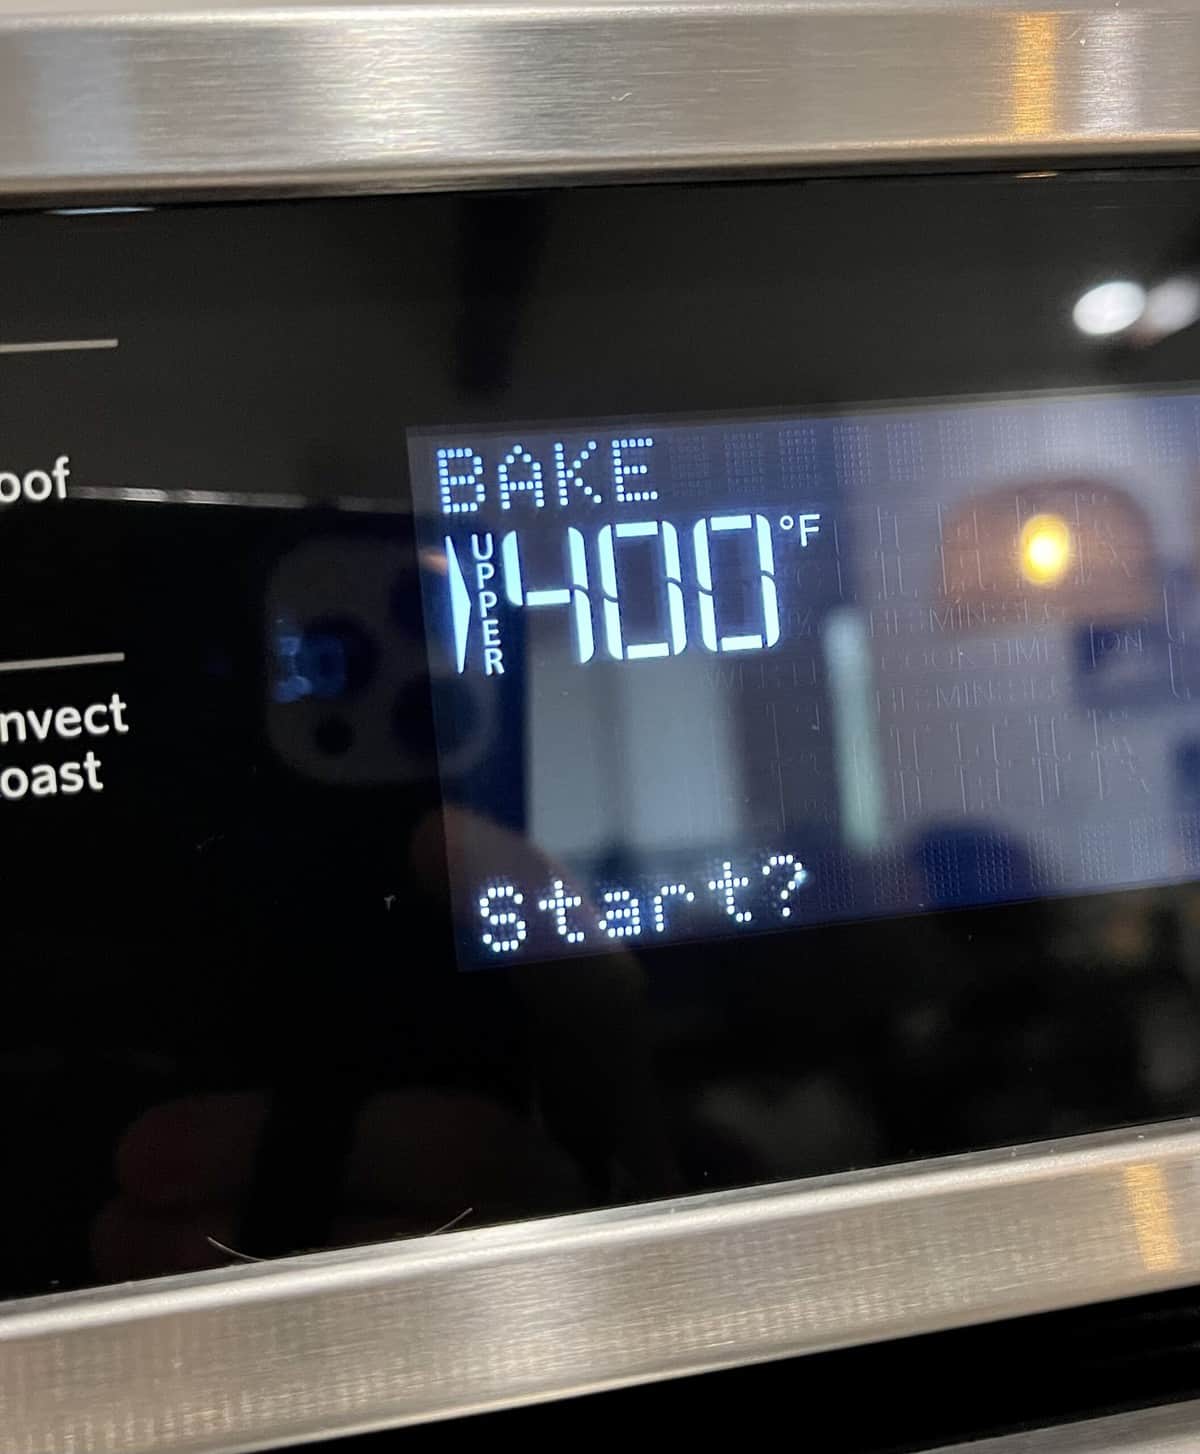 oof
nvect
oast
BAKE
UPPER 400 °F
Start?